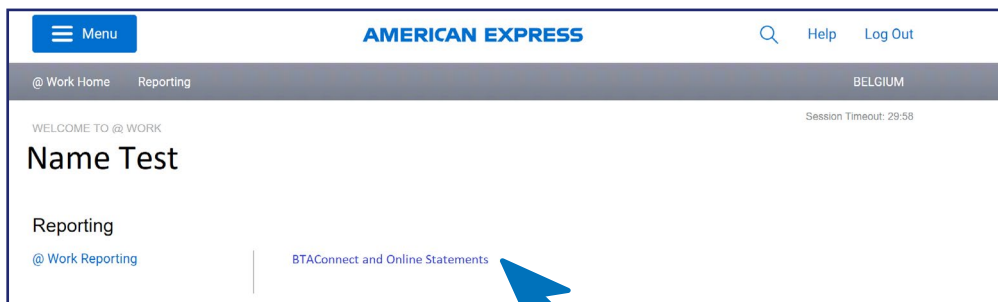 Menu
AMERICAN EXPRESS
Help
Log Out
@ Work Home
Reporting
BELGIUM
Session Timeout: 29:58
WELCOME TO @ WORK
Name Test
Reporting
@ Work Reporting
BTAConnect and Online Statements